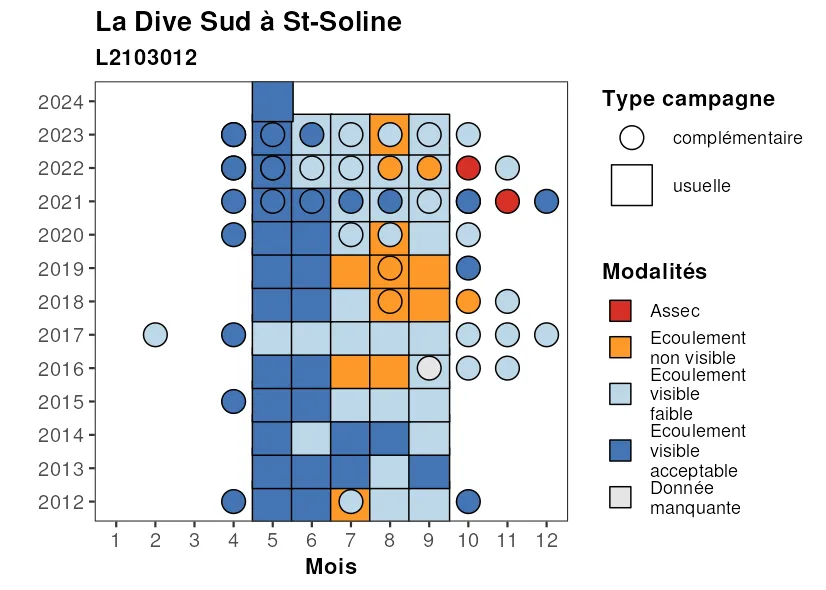 La Dive Sud à St-Soline
L2103012
2024
2023
2022
2021
2020
2019
2018
2017
2016
2015
2014
2013
2012
1 2 3 4 5 6 7 8 9 10 11 12
Mois
Type campagne
complémentaire
usuelle
Modalités
Assec
Ecoulement
non visible
Ecoulement
visible
faible
Ecoulement
visible
acceptable
Donnée
manquante